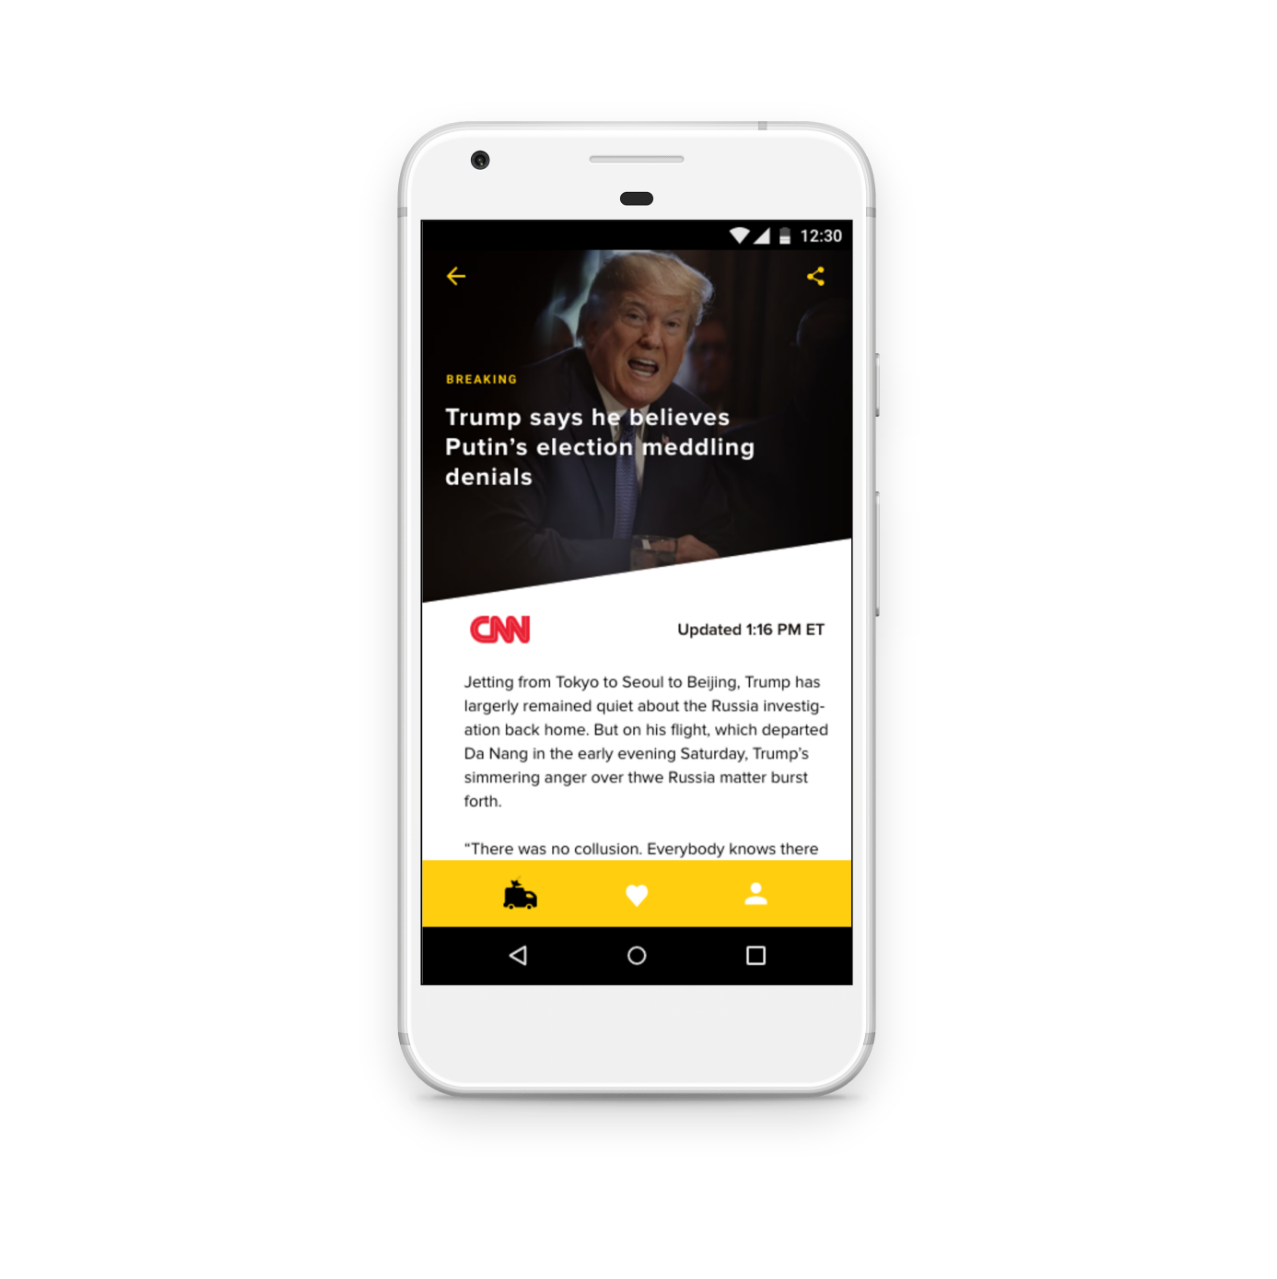 12:30
BREAKING
Trump says he believes
Putin’s election meddling
denials
CNN
Updated 1:16 PM ET
Jetting from Tokyo to Seoul to Beijing, Trump has
largely remained quiet about the Russia investig-
ation back home. But on his flight, which departed
Da Nang in the early evening Saturday, Trump’s
simmering anger over thwe Russia matter burst
forth.
“There was no collusion. Everybody knows there